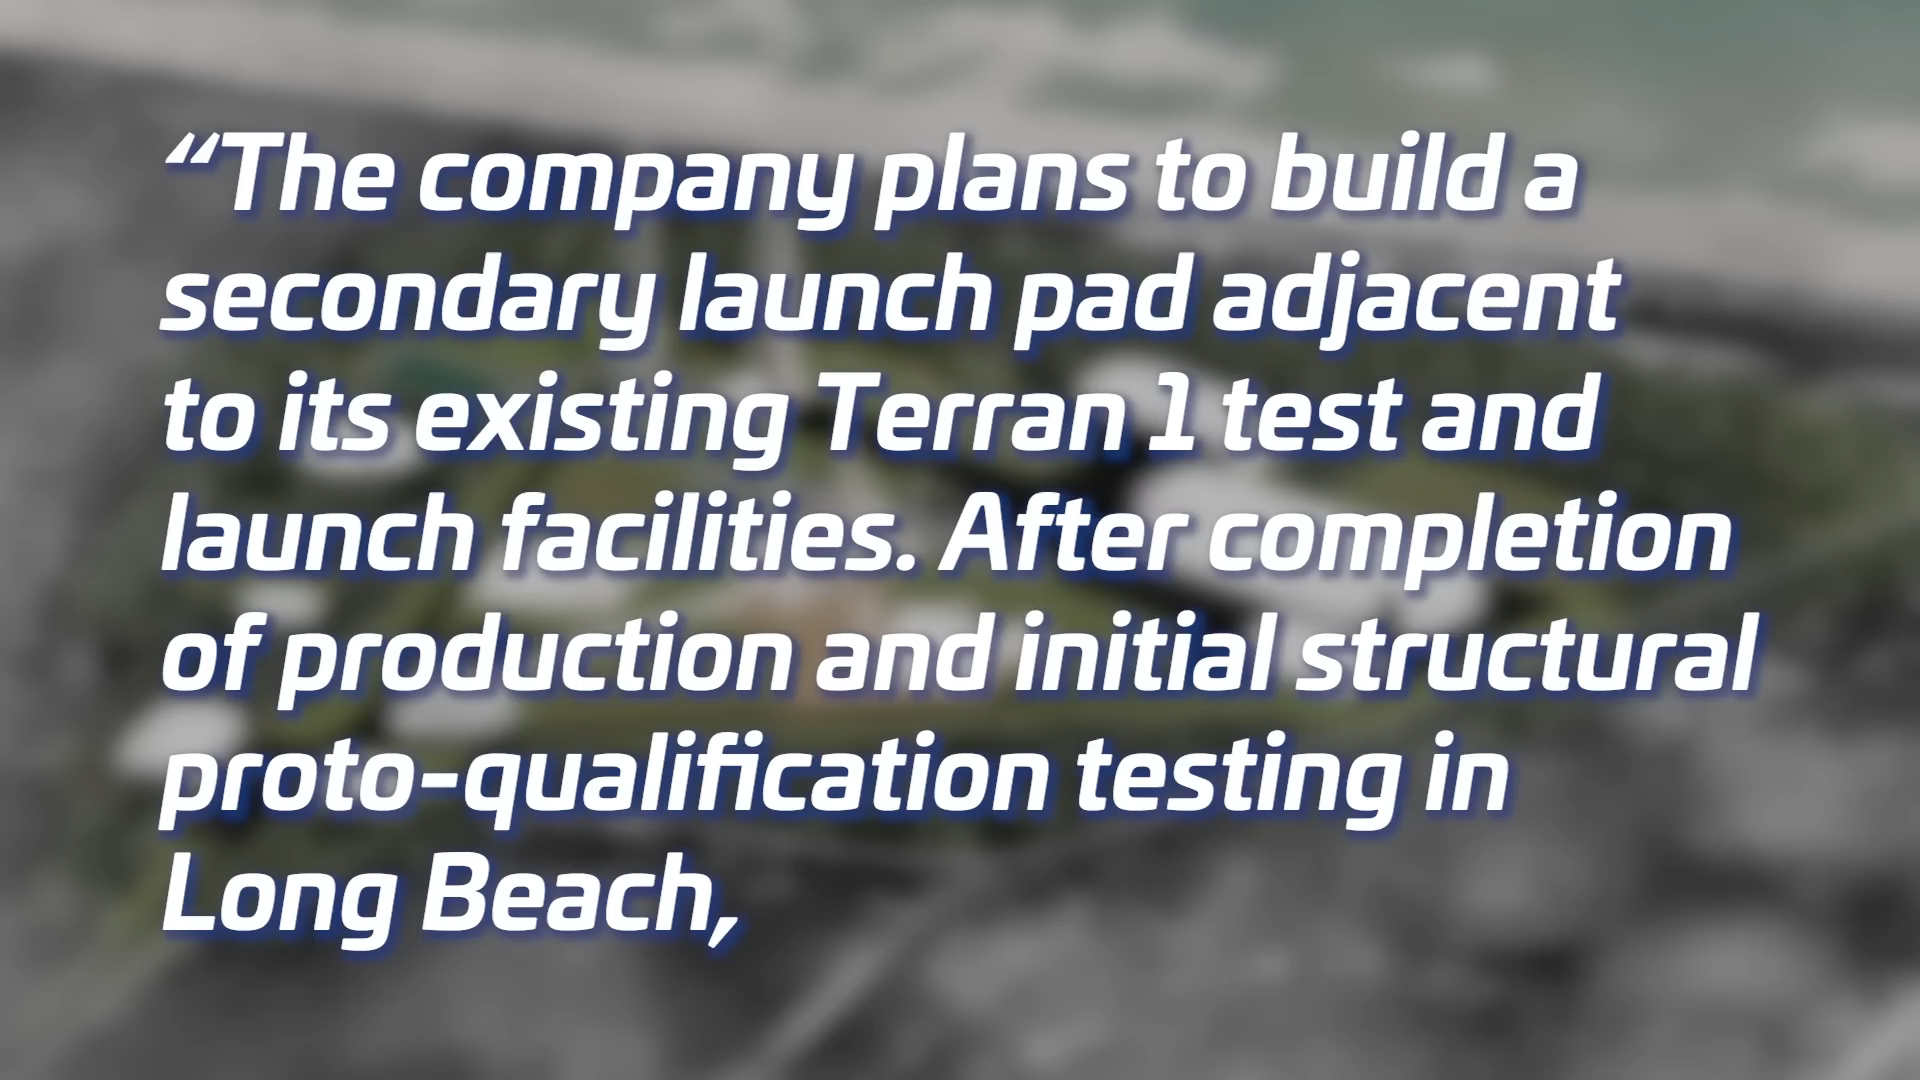 “The company plans to build a
secondary launch pad adjacent
to its existing Terran 1 test and
launch facilities. After completion
of production and initial structural
proto-qualification testing in
Long Beach,